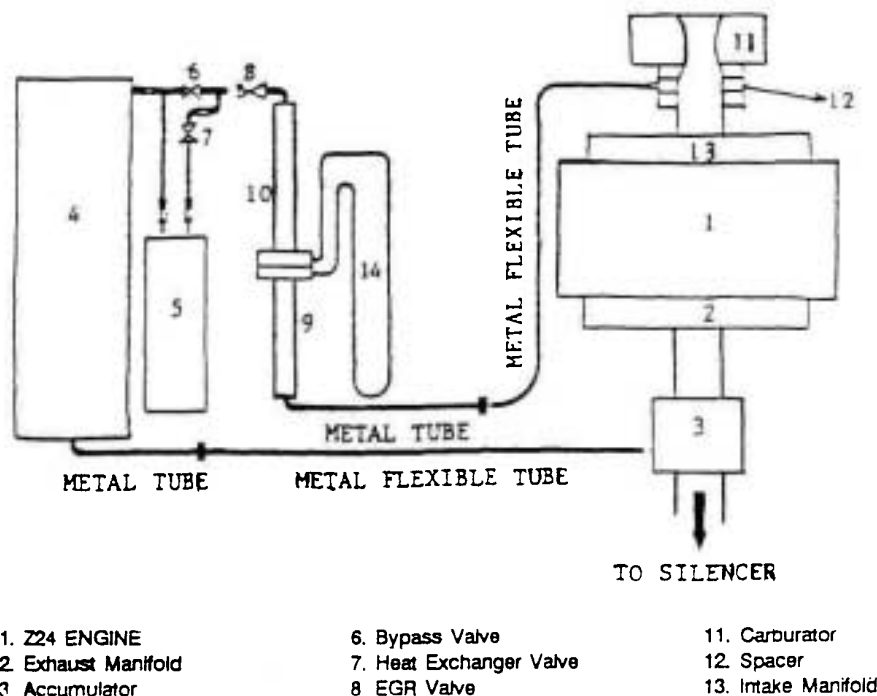 11
6
8
12
METAL FLEXIBLE TUBE
7
13
10
4
1
14
5
9
2
3
METAL TUBE
METAL TUBE
METAL FLEXIBLE TUBE
TO SILENCER
1. Z24 ENGINE
6. Bypass Valve
11. Carburator
2. Exhaust Manifold
7. Heat Exchanger Valve
12. Spacer
3. Accumulator
8. EGR Valve
13. Intake Manifold